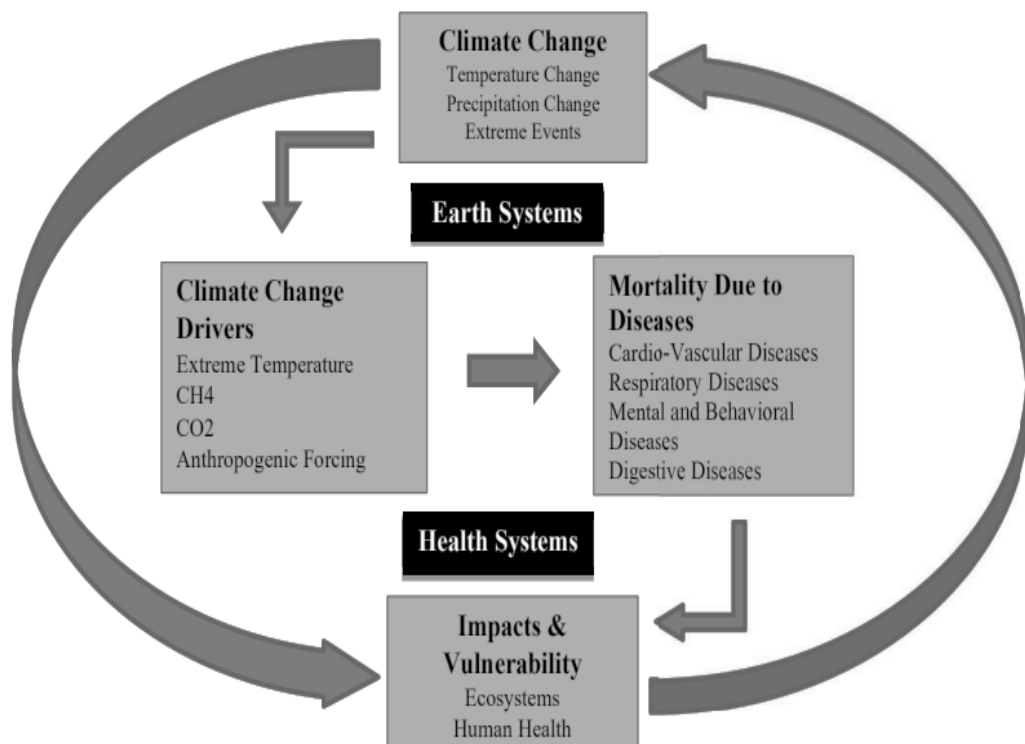 Climate Change
Temperature Change
Precipitation Change
Extreme Events
Earth Systems
Climate Change
Drivers
Extreme Temperature
CH4
CO2
Anthropogenic Forcing
Mortality Due to
Diseases
Cardio-Vascular Diseases
Respiratory Diseases
Mental and Behavioral
Diseases
Digestive Diseases
Health Systems
Impacts &
Vulnerability
Ecosystems
Human Health